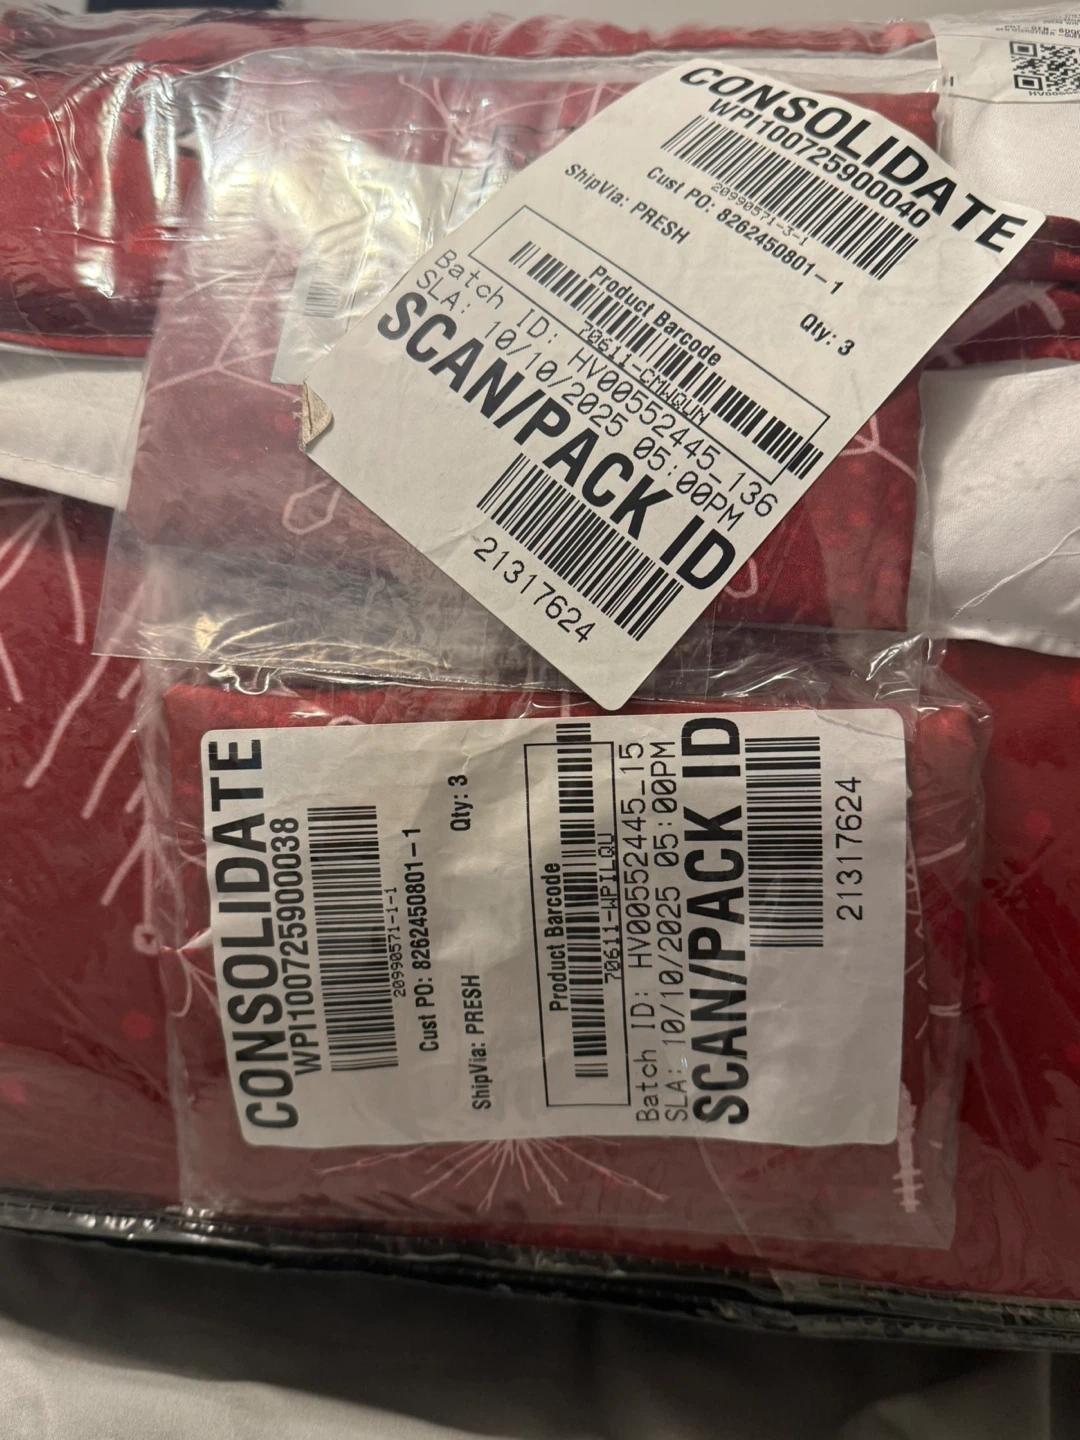 CONSOLIDATE
WPI100725900040
20990571-3-1
Cust PO: 8262450801-1
ShipVia: PRESH
Qty: 3
Product Barcode
70611-CMWQUN
Batch ID: HV00552445_136
SLA: 10/10/2025 05:00PM
SCAN/PACK ID
21317624
CONSOLIDATE
WPI100725900038
20990571-1-1
Cust PO: 8262450801-1
ShipVia: PRESH
Qty: 3
Product Barcode
70611-WPILQU
Batch ID: HV00552445_15
SLA: 10/10/2025 05:00PM
SCAN/PACK ID
21317624